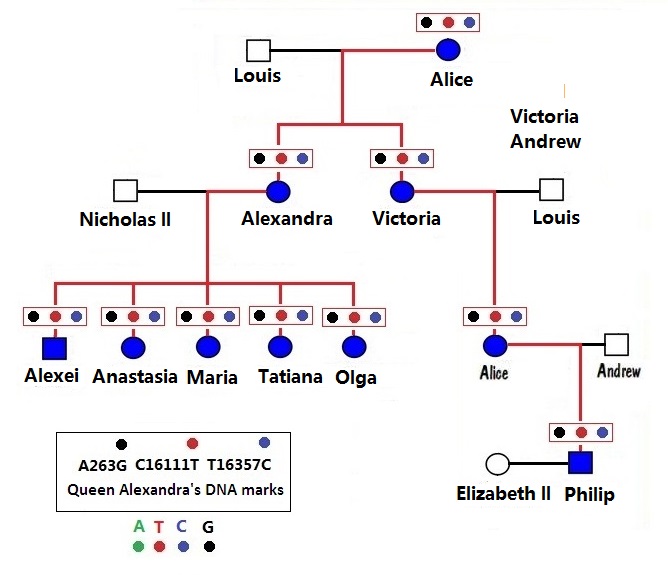 Louis
Alice
Victoria
Andrew
Nicholas II
Alexandra
Victoria
Louis
Alexei
Anastasia
Maria
Tatiana
Olga
Alice
Andrew
A263G C16111T T16357C
Queen Alexandra's DNA marks
Elizabeth II
Philip
A T C G